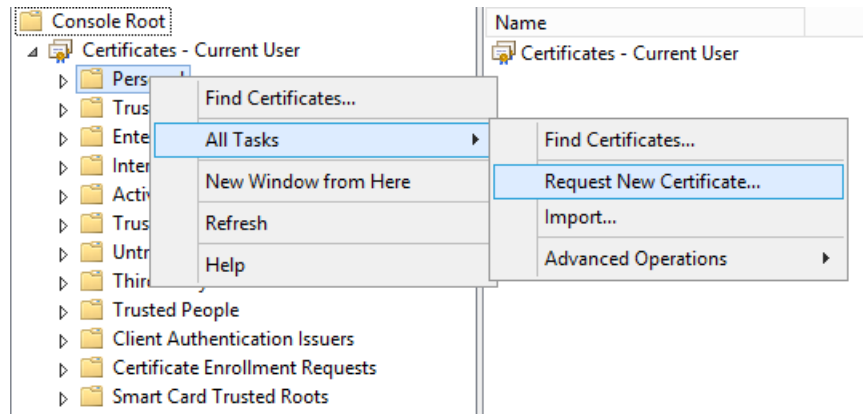 Console Root
Name
Certificates - Current User
Certificates - Current User
Find Certificates...
All Tasks
New Window from Here
Refresh
Help
Find Certificates...
Request New Certificate...
Import...
Advanced Operations
Trusted People
Client Authentication Issuers
Certificate Enrollment Requests
Smart Card Trusted Roots